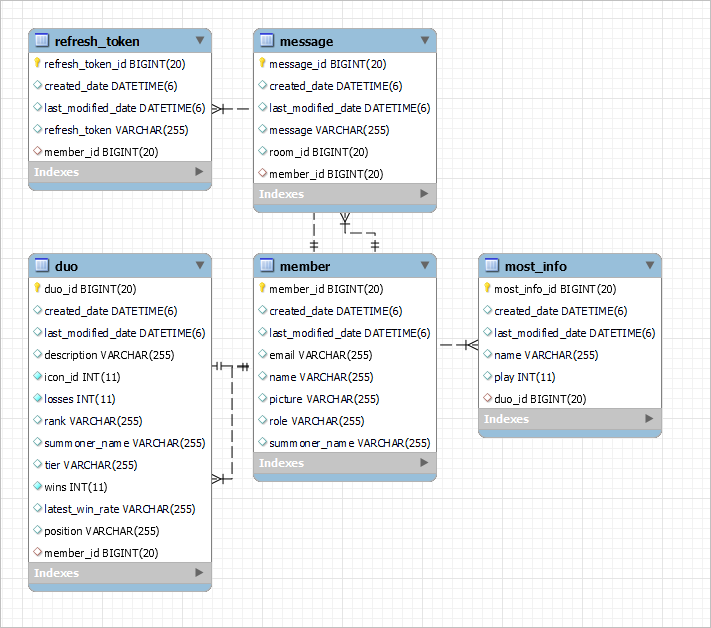 refresh_token
refresh_token_id BIGINT(20)
created_date DATETIME(6)
last_modified_date DATETIME(6)
refresh_token VARCHAR(255)
member_id BIGINT(20)
Indexes
message
message_id BIGINT(20)
created_date DATETIME(6)
last_modified_date DATETIME(6)
message VARCHAR(255)
room_id BIGINT(20)
member_id BIGINT(20)
Indexes
duo
duo_id BIGINT(20)
created_date DATETIME(6)
last_modified_date DATETIME(6)
description VARCHAR(255)
icon_id INT(11)
losses INT(11)
rank VARCHAR(255)
summoner_name VARCHAR(255)
tier VARCHAR(255)
wins INT(11)
latest_win_rate VARCHAR(255)
position VARCHAR(255)
member_id BIGINT(20)
Indexes
member
member_id BIGINT(20)
created_date DATETIME(6)
last_modified_date DATETIME(6)
email VARCHAR(255)
name VARCHAR(255)
picture VARCHAR(255)
role VARCHAR(255)
summoner_name VARCHAR(255)
Indexes
most_info
most_info_id BIGINT(20)
created_date DATETIME(6)
last_modified_date DATETIME(6)
name VARCHAR(255)
play INT(11)
duo_id BIGINT(20)
Indexes